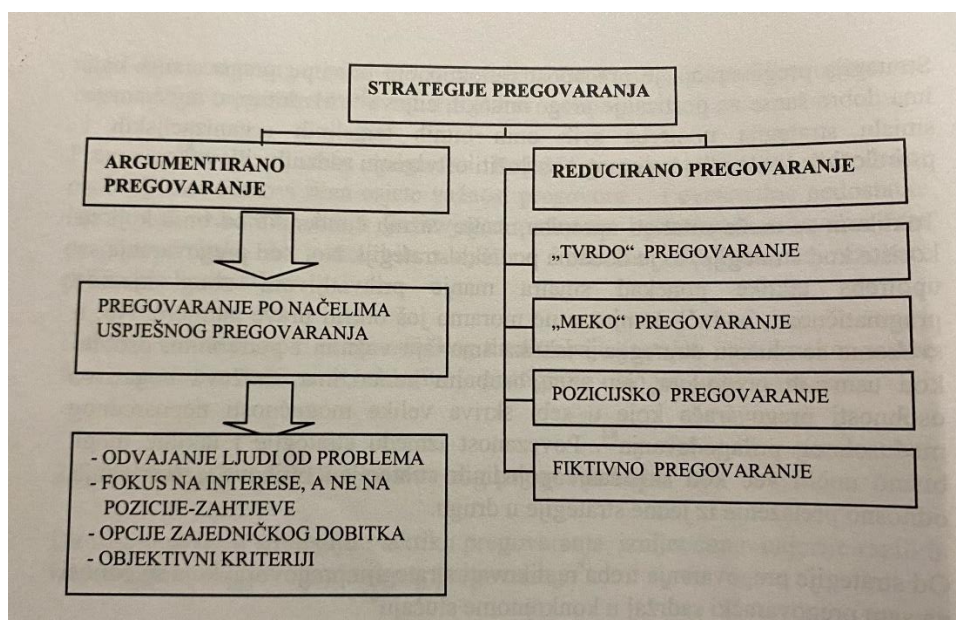 STRATEGIJE PREGOVARANJA
ARGUMENTIRANO
PREGOVARANJE
PREGOVARANJE PO NAČELIMA
USPJEŠNOG PREGOVARANJA
- ODVAJANJE LJUDI OD PROBLEMA
- FOKUS NA INTERESE, A NE NA
POZICIJE-ZAHTJEVE
- OPCIJE ZAJEDNIČKOG DOBITKA
- OBJEKTIVNI KRITERIJI
REDUCIRANO PREGOVARANJE
„TVRDO“ PREGOVARANJE
„MEKO“ PREGOVARANJE
POZICIJSKO PREGOVARANJE
FIKTIVNO PREGOVARANJE